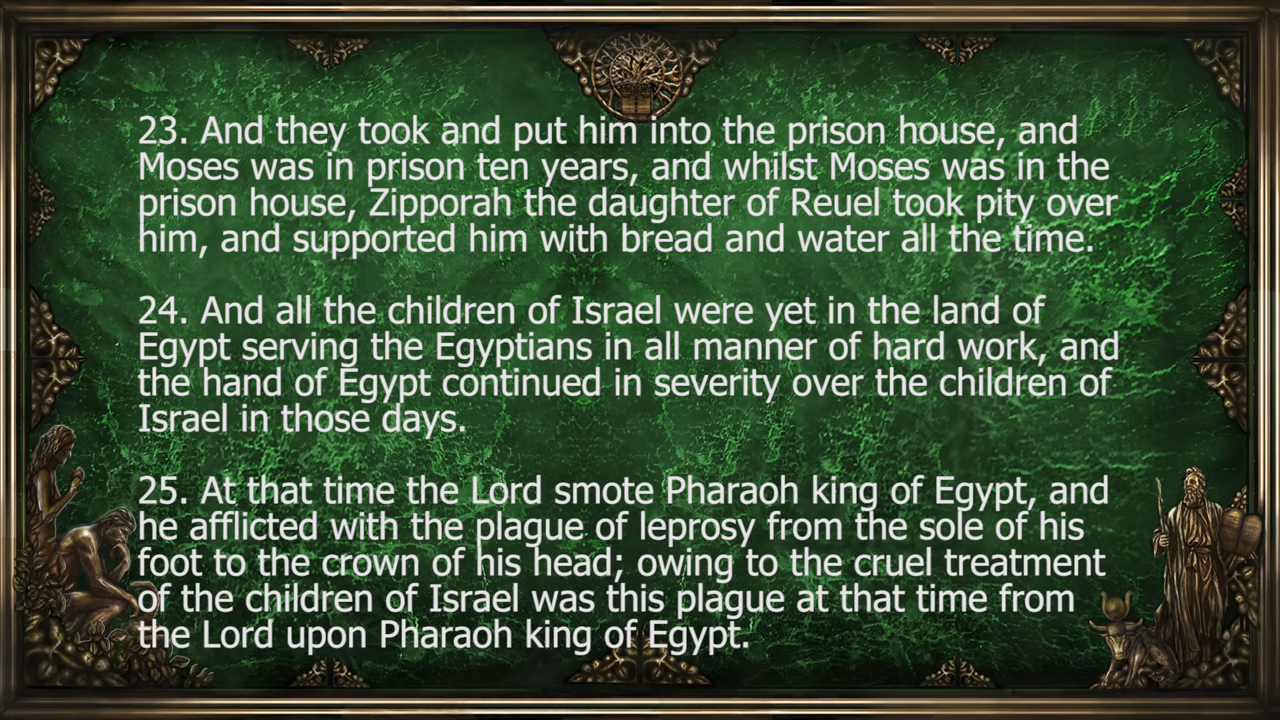 23. And they took and put him into the prison house, and
Moses was in prison ten years, and whilst Moses was in the
prison house, Zipporah the daughter of Reuel took pity over
him, and supported him with bread and water all the time.
24. And all the children of Israel were yet in the land of
Egypt serving the Egyptians in all manner of hard work, and
the hand of Egypt continued in severity over the children of
Israel in those days.
25. At that time the Lord smote Pharaoh king of Egypt, and
he afflicted with the plague of leprosy from the sole of his
foot to the crown of his head; owing to the cruel treatment
of the children of Israel was this plague at that time from
the Lord upon Pharaoh king of Egypt.